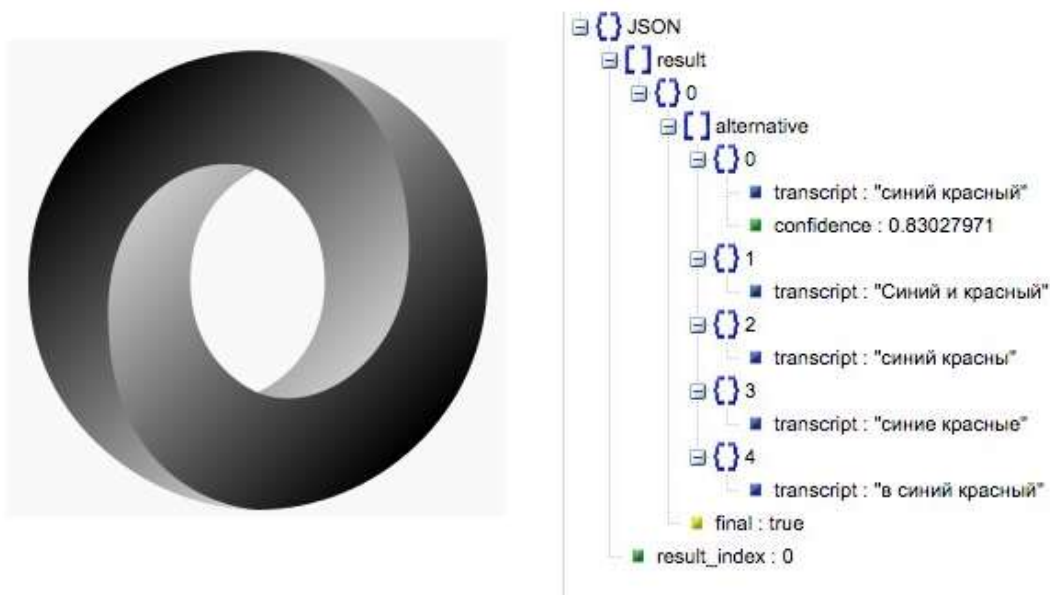 JSON
result
0
alternative
0
transcript : "синий красный"
confidence : 0.83027971
1
transcript : "Синий и красный"
2
transcript : "синий красны"
3
transcript : "синие красные"
4
transcript : "в синий красный"
final : true
result_index : 0